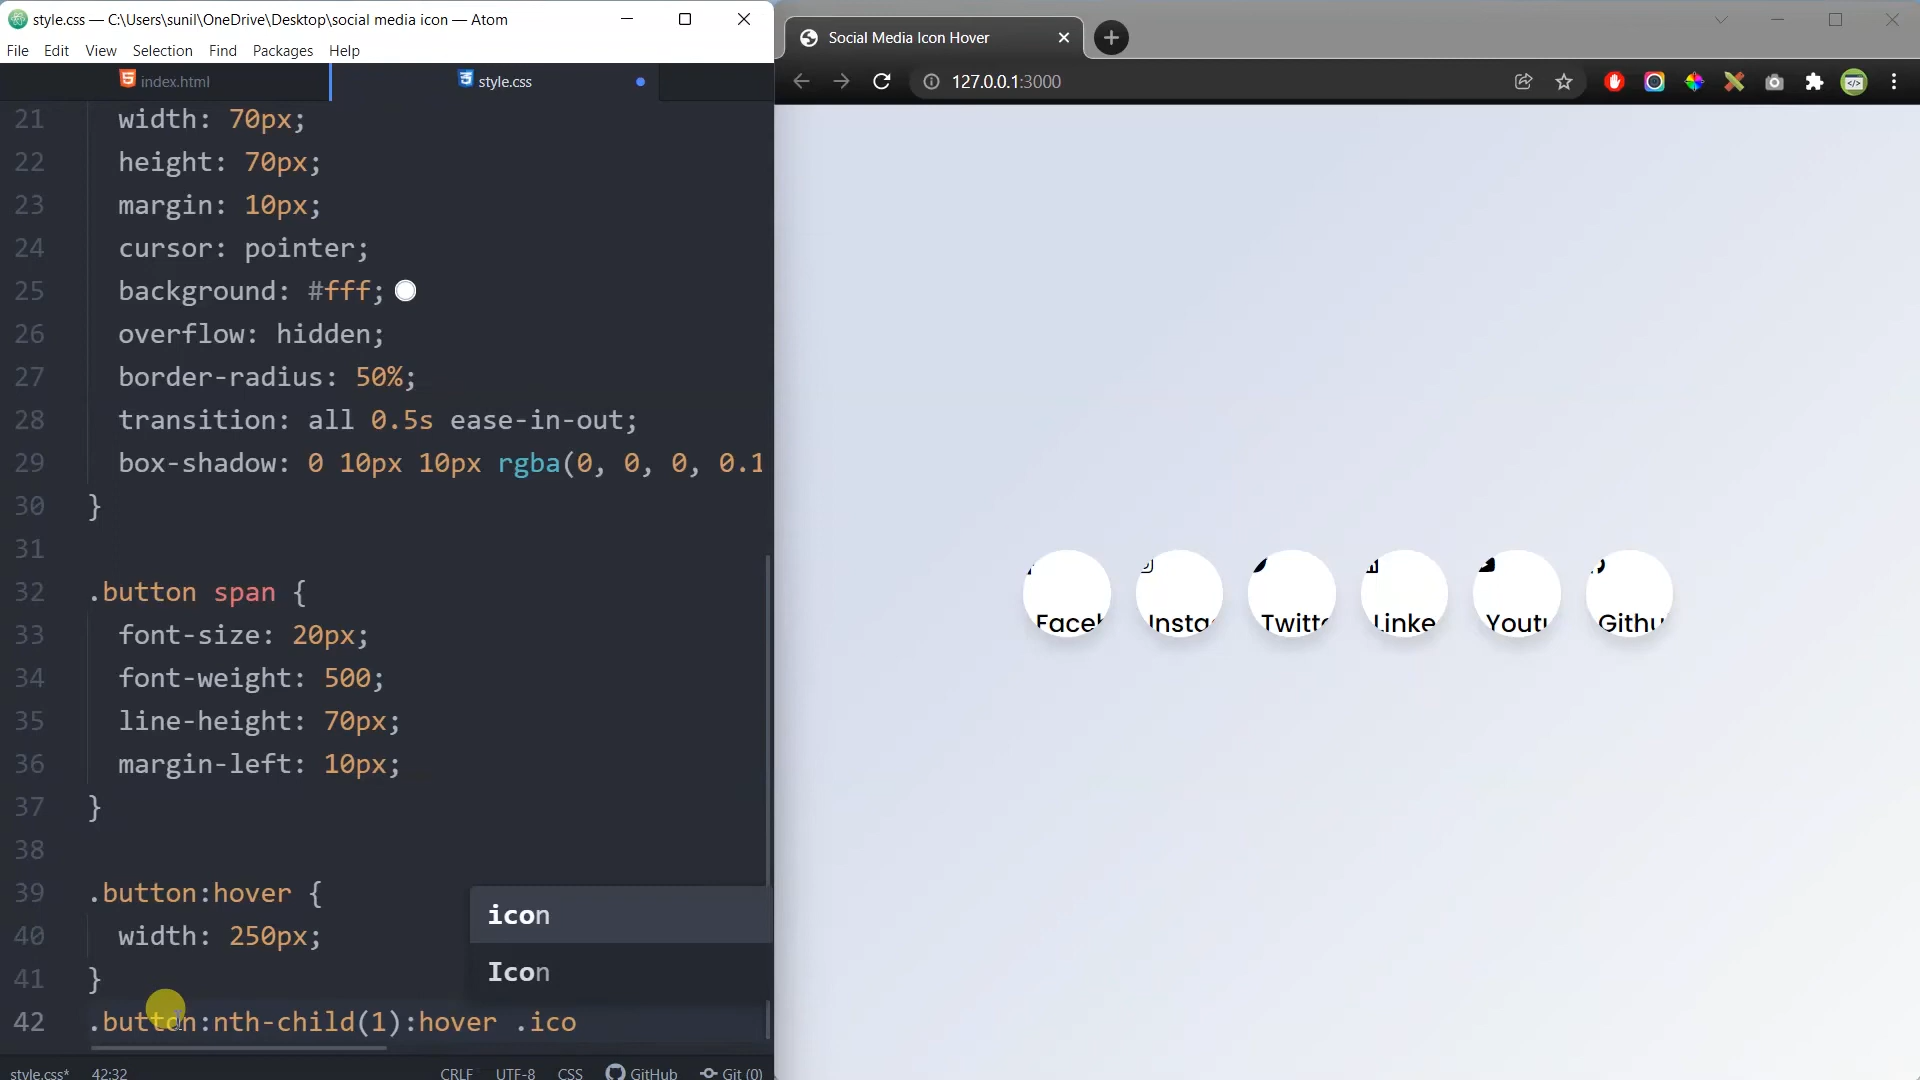 style.css — C:\Users\sunil\OneDrive\Desktop\social media icon — Atom
File Edit View Selection Find Packages Help
index.html
style.css
21 width: 70px;
22 height: 70px;
23 margin: 10px;
24 cursor: pointer;
25 background: #fff;
26 overflow: hidden;
27 border-radius: 50%;
28 transition: all 0.5s ease-in-out;
29 box-shadow: 0 10px 10px rgba(0, 0, 0, 0.1
30 }
31
32 .button span {
33 font-size: 20px;
34 font-weight: 500;
35 line-height: 70px;
36 margin-left: 10px;
37 }
38
39 .button:hover {
40 width: 250px;
41 }
42 .button:nth-child(1):hover .ico
icon
Icon
style.css* 42:32 CRLF UTF-8 CSS GitHub Git (0)
Social Media Icon Hover
127.0.0.1:3000
Faceb Instag Twitte Linke Youtu Githu